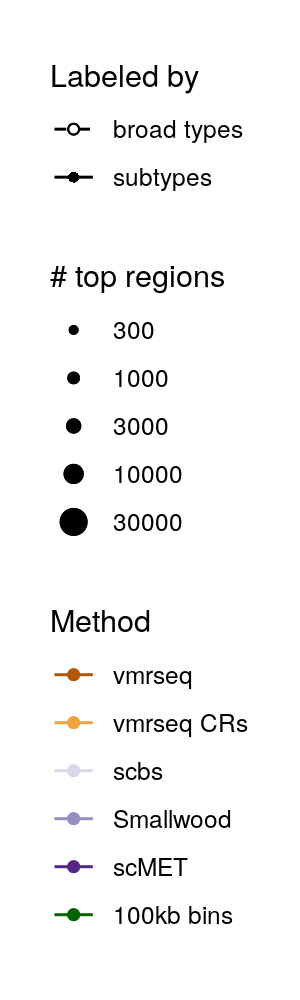 Labeled by
broad types
subtypes
# top regions
300
1000
3000
10000
30000
Method
vmrseq
vmrseq CRs
scbs
Smallwood
scMET
100kb bins